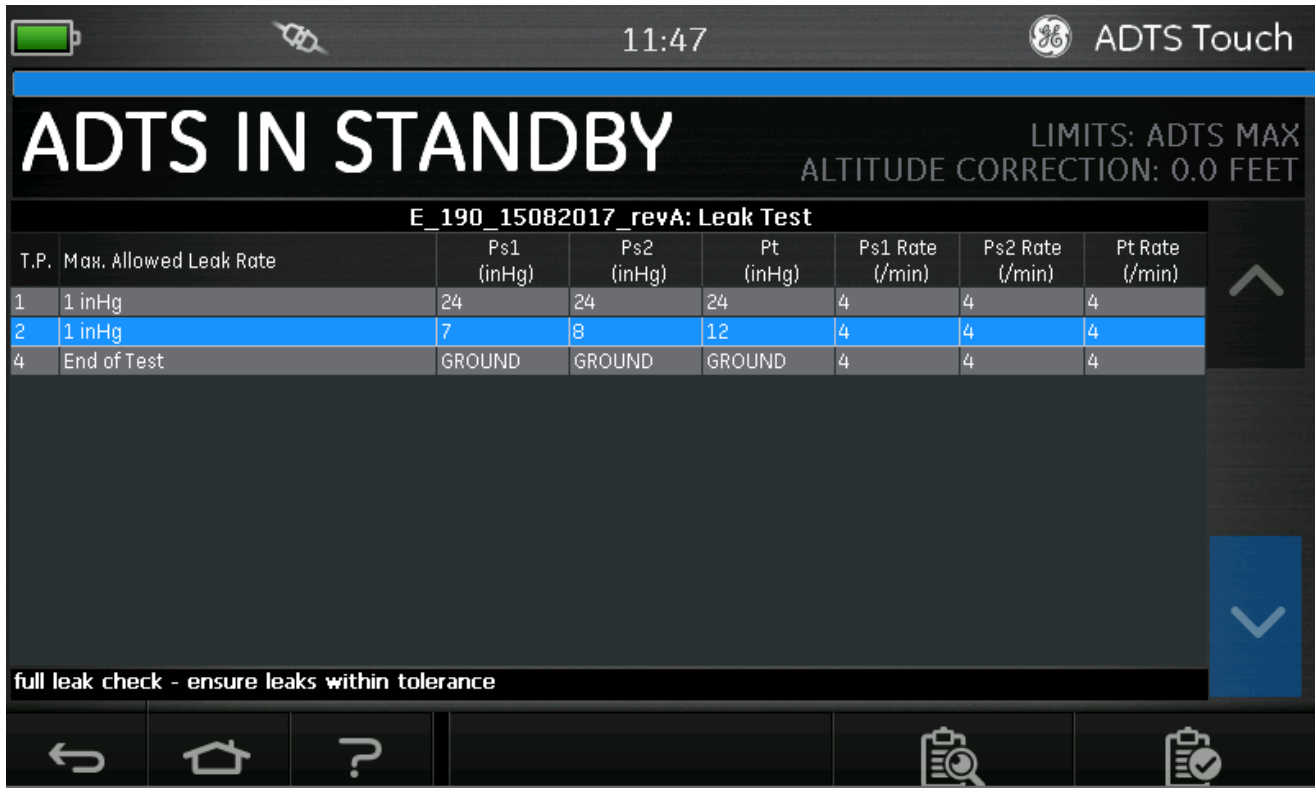 11:47
ADTS Touch
ADTS IN STANDBY
LIMITS: ADTS MAX
ALTITUDE CORRECTION: 0.0 FEET
E_190_15082017_revA: Leak Test
T.P. Max. Allowed Leak Rate Ps1 (inHg) Ps2 (inHg) Pt (inHg) Ps1 Rate (/min) Ps2 Rate (/min) Pt Rate (/min)
1 1 inHg 24 24 24 4 4 4
2 1 inHg 7 8 12 4 4 4
4 End of Test GROUND GROUND GROUND 4 4 4
full leak check - ensure leaks within tolerance
?